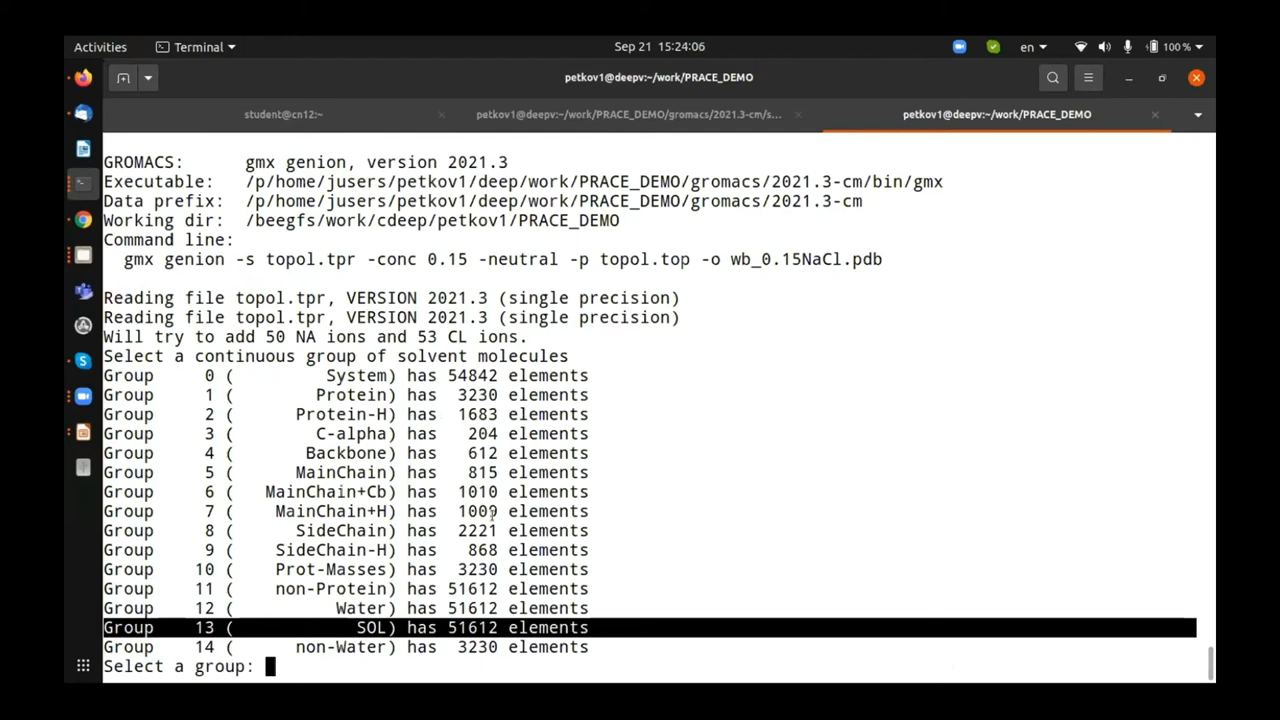 Activities Terminal Sep 21 15:24:06 en 100 %
petkov1@deepv:~/work/PRACE_DEMO
student@cn12:~ petkov1@deepv:~/work/PRACE_DEMO/gromacs/2021.3-cm/s... petkov1@deepv:~/work/PRACE_DEMO
GROMACS: gmx genion, version 2021.3
Executable: /p/home/jusers/petkov1/deep/work/PRACE_DEMO/gromacs/2021.3-cm/bin/gmx
Data prefix: /p/home/jusers/petkov1/deep/work/PRACE_DEMO/gromacs/2021.3-cm
Working dir: /beegfs/work/cdeep/petkov1/PRACE_DEMO
Command line:
gmx genion -s topol.tpr -conc 0.15 -neutral -p topol.top -o wb_0.15NaCl.pdb
Reading file topol.tpr, VERSION 2021.3 (single precision)
Reading file topol.tpr, VERSION 2021.3 (single precision)
Will try to add 50 NA ions and 53 CL ions.
Select a continuous group of solvent molecules
Group 0 ( System) has 54842 elements
Group 1 ( Protein) has 3230 elements
Group 2 ( Protein-H) has 1683 elements
Group 3 ( C-alpha) has 204 elements
Group 4 ( Backbone) has 612 elements
Group 5 ( MainChain) has 815 elements
Group 6 ( MainChain+Cb) has 1010 elements
Group 7 ( MainChain+H) has 1009 elements
Group 8 ( SideChain) has 2221 elements
Group 9 ( SideChain-H) has 868 elements
Group 10 ( Prot-Masses) has 3230 elements
Group 11 ( non-Protein) has 51612 elements
Group 12 ( Water) has 51612 elements
Group 13 ( SOL) has 51612 elements
Group 14 ( non-Water) has 3230 elements
Select a group: